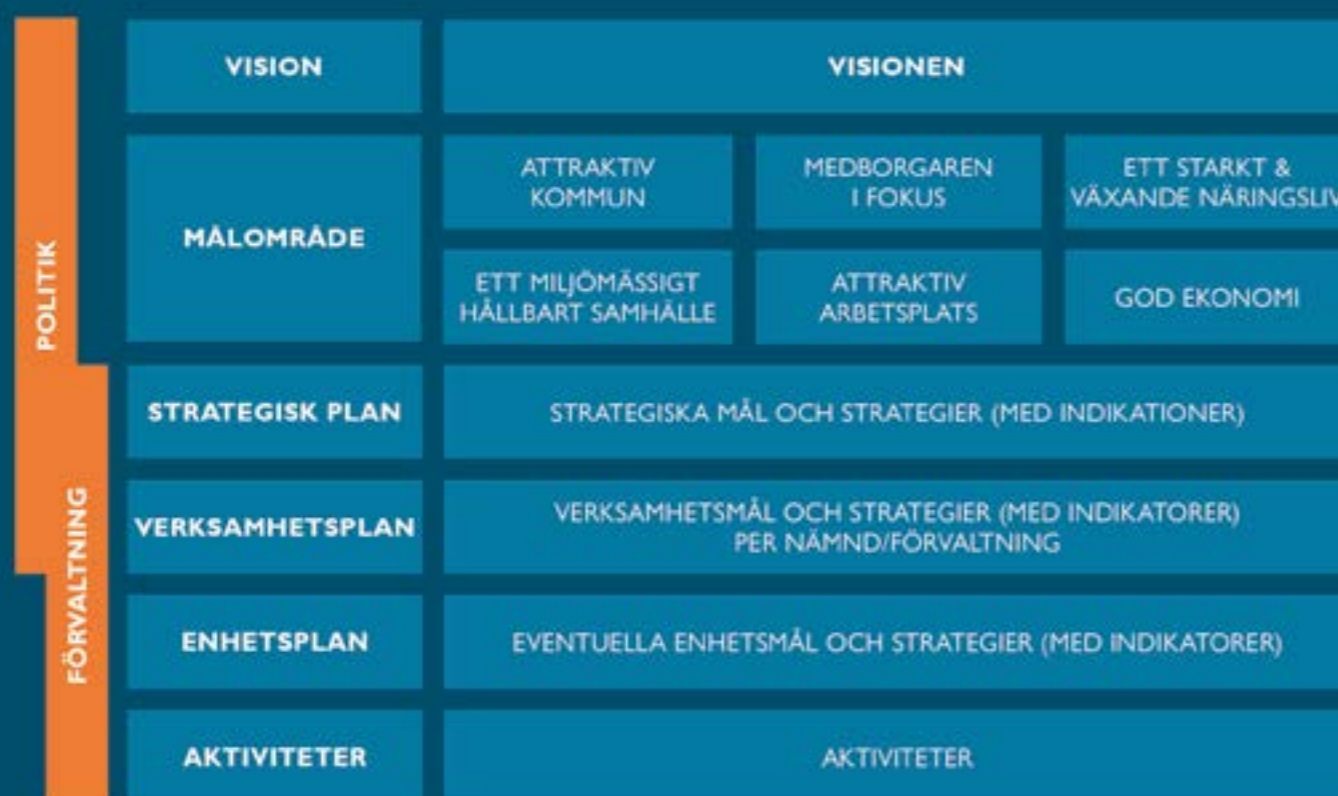 POLITIK
FÖRVALTNING
VISION
VISIONEN
MÅLOMRÅDE
ATTRAKTIV
KOMMUN
MEDBORGAREN
I FOKUS
ETT STARKT &
VÄXANDE NÄRINGSLIV
ETT MILJÖMÄSSIGT
HÅLLBART SAMHÄLLE
ATTRAKTIV
ARBETSPLATS
GOD EKONOMI
STRATEGISK PLAN
STRATEGISKA MÅL OCH STRATEGIER (MED INDIKATIONER)
VERKSAMHETSPLAN
VERKSAMHETSMÅL OCH STRATEGIER (MED INDIKATORER)
PER NÄMND/FÖRVALTNING
ENHETSPLAN
EVENTUELLA ENHETSMÅL OCH STRATEGIER (MED INDIKATORER)
AKTIVITETER
AKTIVITETER